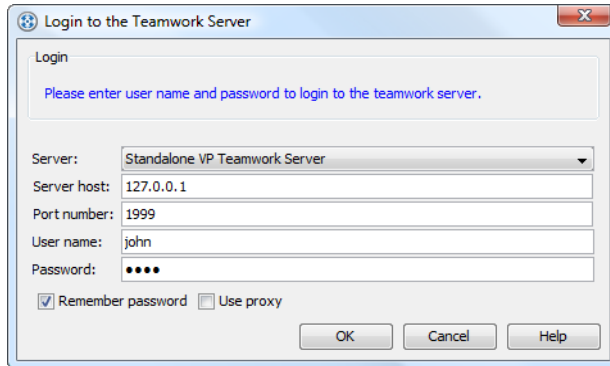 Login to the Teamwork Server
Login
Please enter user name and password to login to the teamwork server.
Server: Standalone VP Teamwork Server
Server host: 127.0.0.1
Port number: 1999
User name: john
Password: ••••
Remember password Use proxy
OK Cancel Help